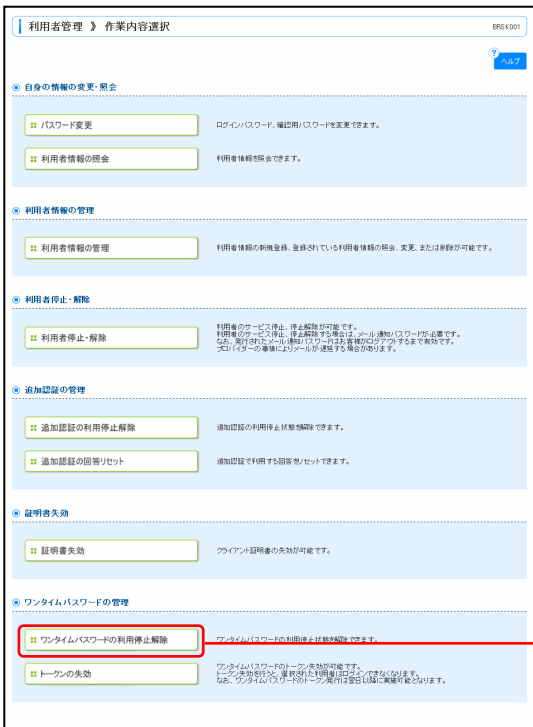 利用者管理 》 作業内容選択
BRSK001
?
ヘルプ
自身の情報の変更・照会
パスワード変更
ログインパスワード、確認用パスワードを変更できます。
利用者情報の照会
利用者情報を照会できます。
利用者情報の管理
利用者情報の管理
利用者情報の新規登録、登録されている利用者情報の照会、変更、または削除が可能です。
利用者停止・解除
利用者停止・解除
利用者のサービス停止、停止解除が可能です。
利用者のサービス停止、停止解除する場合は、メール通知パスワードが必要です。
なお、発行されたメール通知パスワードはお客様がログアウトするまで有効です。
プロバイダーの事情によりメールが遅延する場合があります。
追加認証の管理
追加認証の利用停止解除
追加認証の利用停止状態を解除できます。
追加認証の回答リセット
追加認証で利用する回答をリセットできます。
証明書失効
証明書失効
クライアント証明書の失効が可能です。
ワンタイムパスワードの管理
ワンタイムパスワードの利用停止解除
ワンタイムパスワードの利用停止状態を解除できます。
トークンの失効
ワンタイムパスワードのトークン失効が可能です。
トークン失効を行うと、選択された利用者はログインできなくなります。
なお、ワンタイムパスワードのトークン発行は翌日以降に実施可能となります。